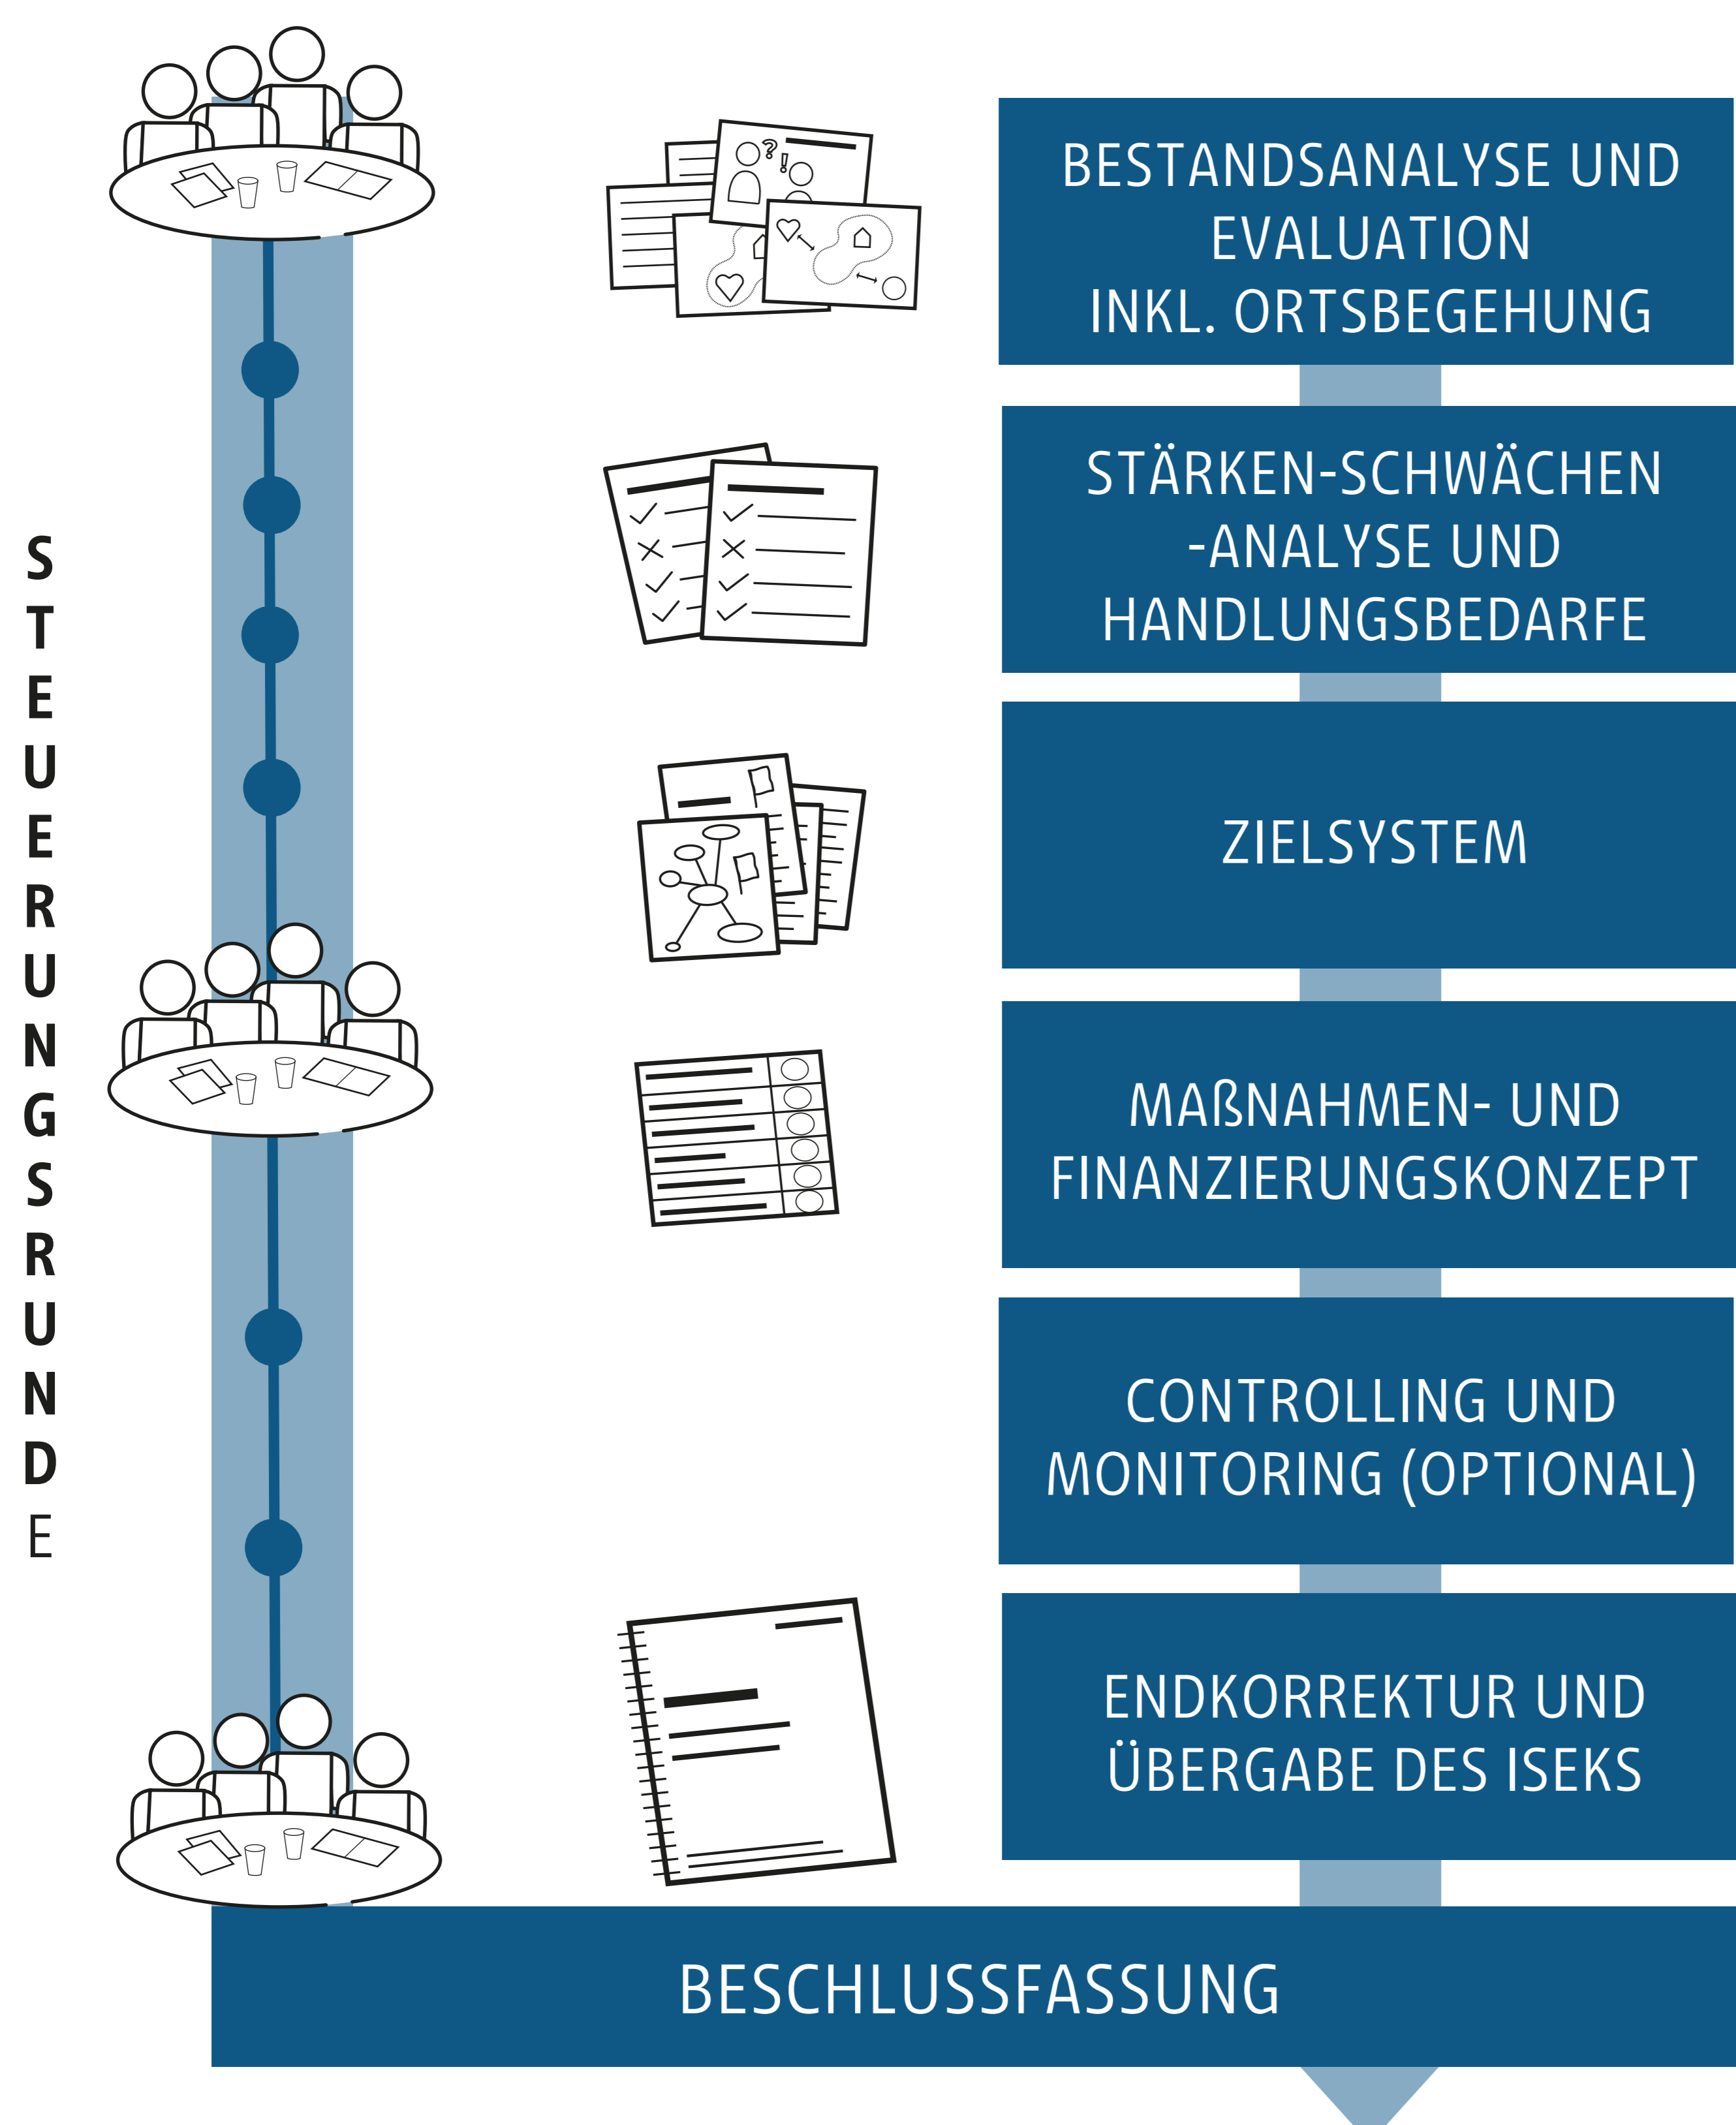 STEUERUNGSRUNDE
BESTANDSANALYSE UND
EVALUATION
INKL. ORTSBEGEHUNG
?
!
STÄRKEN-SCHWÄCHEN
-ANALYSE UND
HANDLUNGSBEDARFE
ZIELSYSTEM
MAßNAHMEN- UND
FINANZIERUNGSKONZEPT
CONTROLLING UND
MONITORING (OPTIONAL)
ENDKORREKTUR UND
ÜBERGABE DES ISEKS
BESCHLUSSFASSUNG